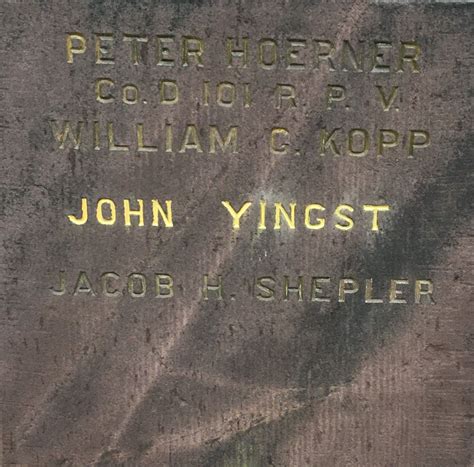 PETER HOERNER
Co. D 101 R. P. V.
WILLIAM C. KOPP
JOHN YINGST
JACOB H. SHEPLER